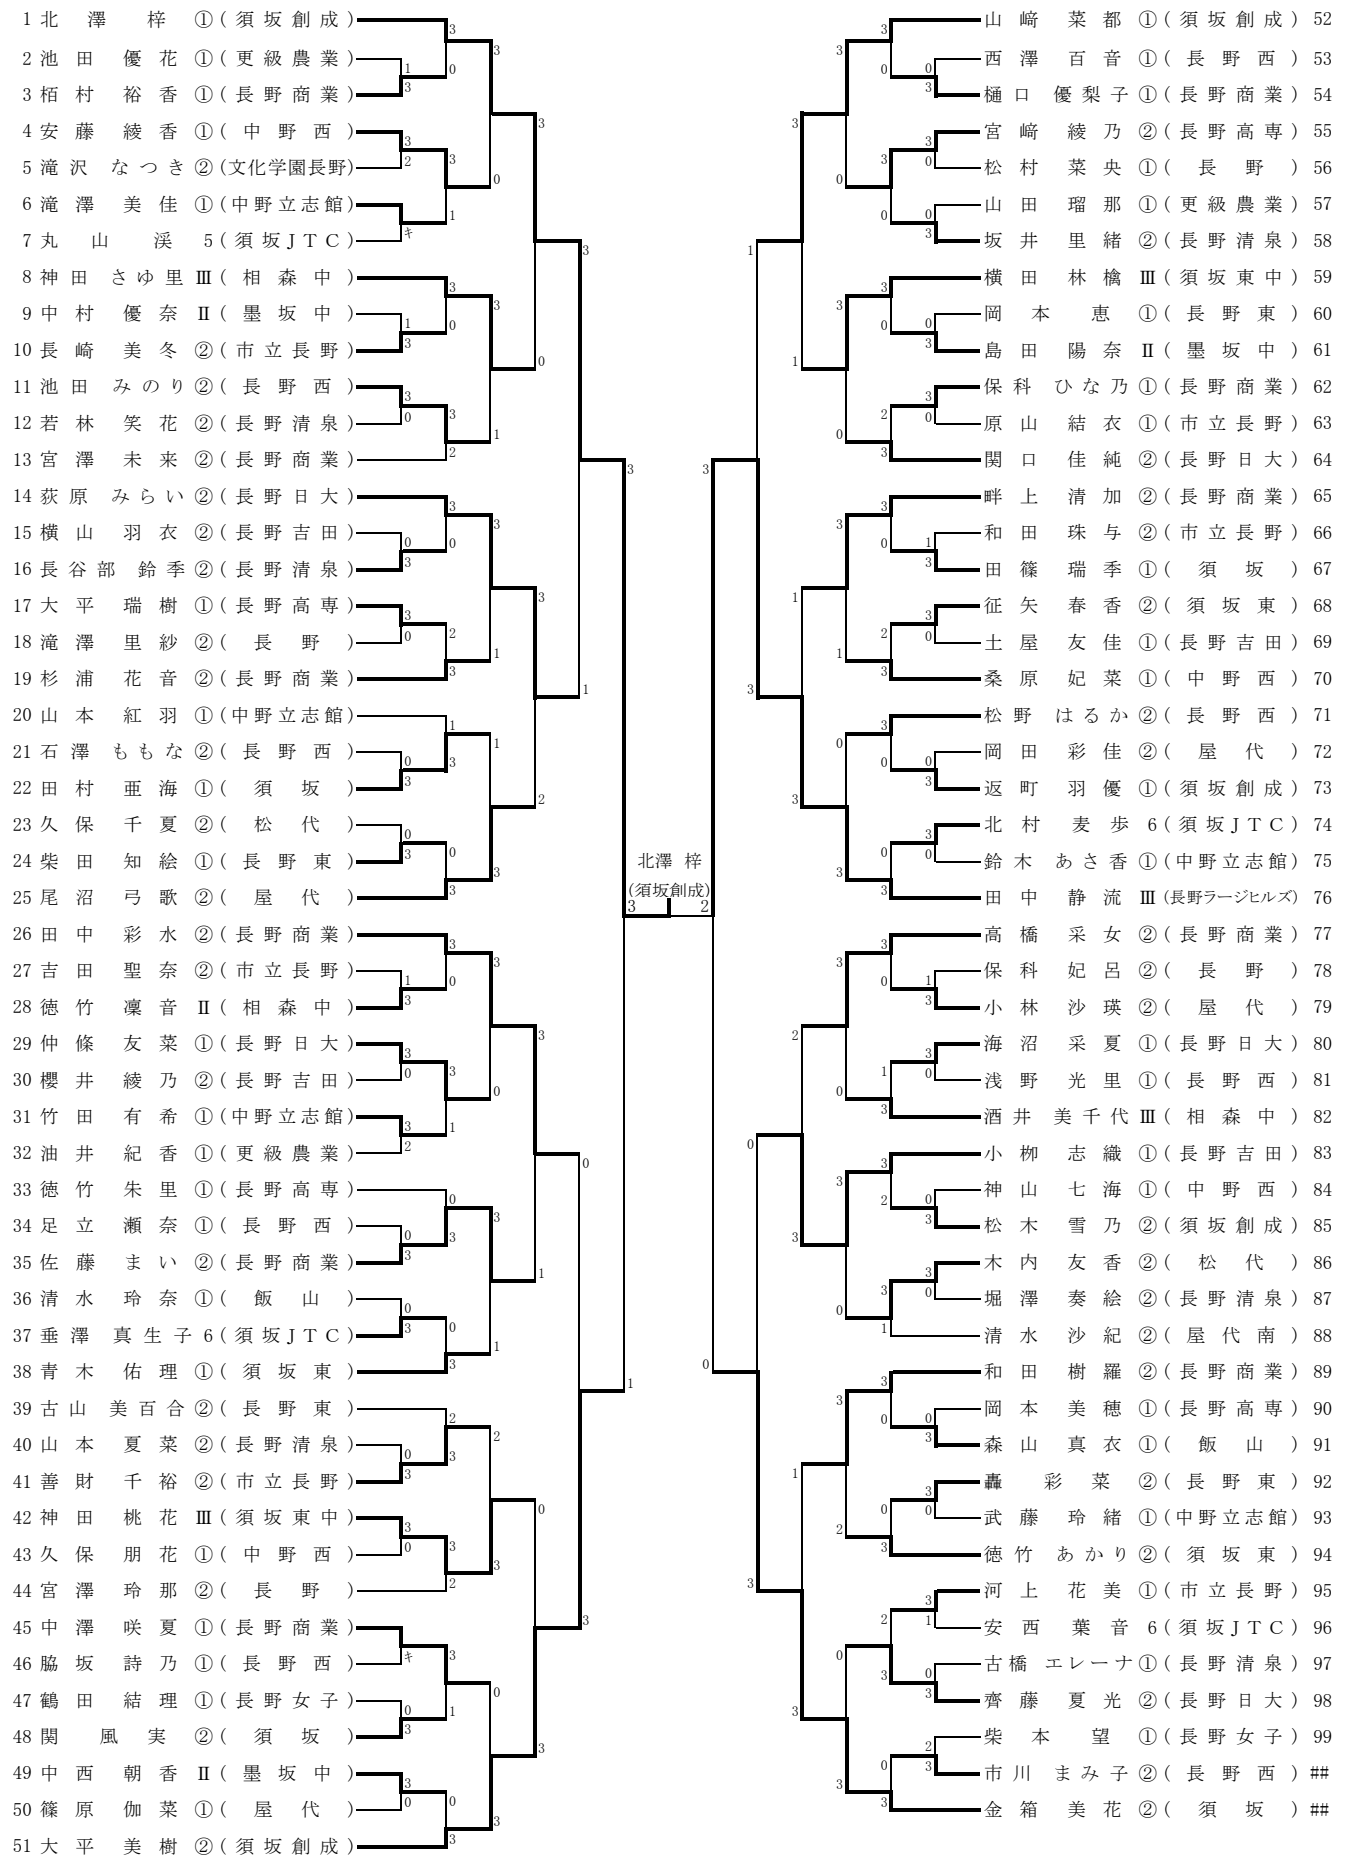 1 北澤 梓 ①(須坂創成)
2 池田 優花 ①(更級農業)
3 栢村 裕香 ①(長野商業)
4 安藤 綾香 ①(中野西)
5 滝沢 なつき ②(文化学園長野)
6 滝澤 美佳 ①(中野立志館)
7 丸山 渓 5(須坂JTC)
8 神田 さゆ里 Ⅲ(相森中)
9 中村 優奈 Ⅱ(墨坂中)
10 長崎 美冬 ②(市立長野)
11 池田 みのり ②(長野西)
12 若林 笑花 ②(長野清泉)
13 宮澤 未来 ②(長野商業)
14 荻原 みらい ②(長野日大)
15 横山 羽衣 ②(長野吉田)
16 長谷部 鈴季 ②(長野清泉)
17 大平 瑞樹 ①(長野高専)
18 滝澤 里紗 ②(長野)
19 杉浦 花音 ②(長野商業)
20 山本 紅羽 ①(中野立志館)
21 石澤 ももな ②(長野西)
22 田村 亜海 ①(須坂)
23 久保 千夏 ②(松代)
24 柴田 知絵 ①(長野東)
25 尾沼 弓歌 ②(屋代)
26 田中 彩水 ②(長野商業)
27 吉田 聖奈 ②(市立長野)
28 徳竹 凜音 Ⅱ(相森中)
29 仲條 友菜 ①(長野日大)
30 櫻井 綾乃 ②(長野吉田)
31 竹田 有希 ①(中野立志館)
32 油井 紀香 ①(更級農業)
33 徳竹 朱里 ①(長野高専)
34 足立 瀬奈 ①(長野西)
35 佐藤 まい ②(長野商業)
36 清水 玲奈 ①(飯山)
37 垂澤 真生子 6(須坂JTC)
38 青木 佑理 ①(須坂東)
39 古山 美百合 ②(長野東)
40 山本 夏菜 ②(長野清泉)
41 善財 千裕 ②(市立長野)
42 神田 桃花 Ⅲ(須坂東中)
43 久保 朋花 ①(中野西)
44 宮澤 玲那 ②(長野)
45 中澤 咲夏 ①(長野商業)
46 脇坂 詩乃 ①(長野西)
47 鶴田 結理 ①(長野女子)
48 関 風実 ②(須坂)
49 中西 朝香 Ⅱ(墨坂中)
50 篠原 伽菜 ①(屋代)
51 大平 美樹 ②(須坂創成)
北澤 梓
(須坂創成)
3 2
山﨑 菜都 ①(須坂創成) 52
西澤 百音 ①(長野西) 53
樋口 優梨子 ①(長野商業) 54
宮﨑 綾乃 ②(長野高専) 55
松村 菜央 ①(長野) 56
山田 瑠那 ①(更級農業) 57
坂井 里緒 ②(長野清泉) 58
横田 林檎 Ⅲ(須坂東中) 59
岡本 恵 ①(長野東) 60
島田 陽奈 Ⅱ(墨坂中) 61
保科 ひな乃 ①(長野商業) 62
原山 結衣 ①(市立長野) 63
関口 佳純 ②(長野日大) 64
畔上 清加 ②(長野商業) 65
和田 珠与 ②(市立長野) 66
田篠 瑞季 ①(須坂) 67
征矢 春香 ②(須坂東) 68
土屋 友佳 ①(長野吉田) 69
桑原 妃菜 ①(中野西) 70
松野 はるか ②(長野西) 71
岡田 彩佳 ②(屋代) 72
返町 羽優 ①(須坂創成) 73
北村 麦歩 6(須坂JTC) 74
鈴木 あさ香 ①(中野立志館) 75
田中 静流 Ⅲ(長野ラージヒルズ) 76
高橋 采女 ②(長野商業) 77
保科 妃呂 ②(長野) 78
小林 沙瑛 ②(屋代) 79
海沼 采夏 ①(長野日大) 80
浅野 光里 ①(長野西) 81
酒井 美千代 Ⅲ(相森中) 82
小栁 志織 ①(長野吉田) 83
神山 七海 ①(中野西) 84
松木 雪乃 ②(須坂創成) 85
木内 友香 ②(松代) 86
堀澤 奏絵 ②(長野清泉) 87
清水 沙紀 ②(屋代南) 88
和田 樹羅 ②(長野商業) 89
岡本 美穂 ①(長野高専) 90
森山 真衣 ①(飯山) 91
轟 彩菜 ②(長野東) 92
武藤 玲緒 ①(中野立志館) 93
徳竹 あかり ②(須坂東) 94
河上 花美 ①(市立長野) 95
安西 葉音 6(須坂JTC) 96
古橋 エレーナ ①(長野清泉) 97
齊藤 夏光 ②(長野日大) 98
柴本 望 ①(長野女子) 99
市川 まみ子 ②(長野西) ##
金箱 美花 ②(須坂) ##